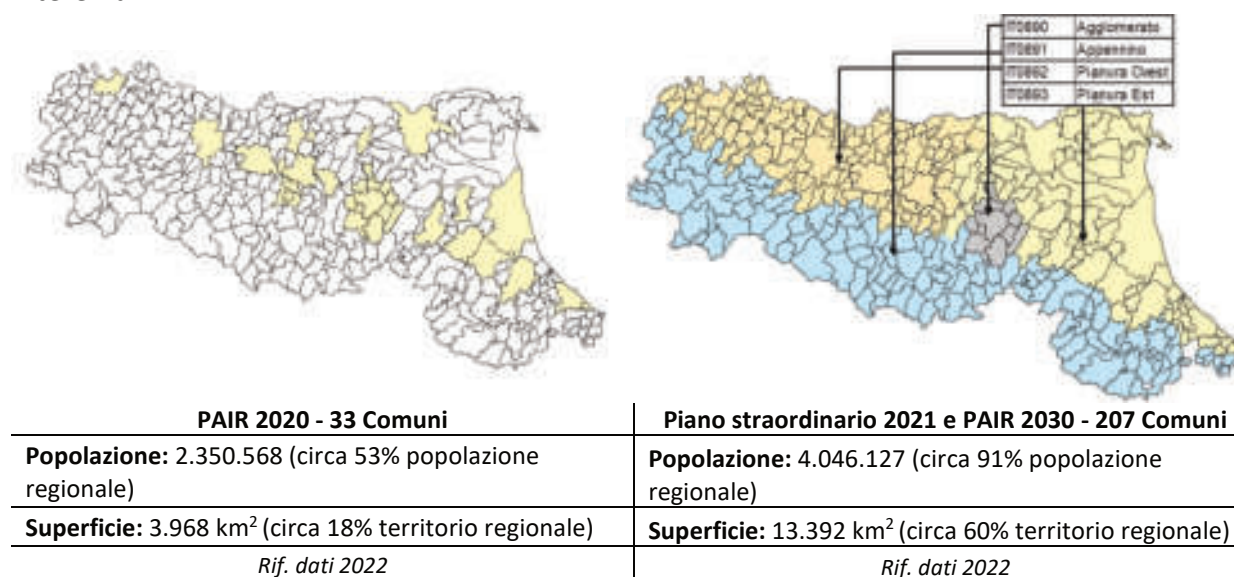 IT0890 Agglomerato
IT0891 Appennino
IT0892 Pianura Ovest
IT0893 Pianura Est
PAIR 2020 - 33 Comuni
Popolazione: 2.350.568 (circa 53% popolazione
regionale)
Superficie: 3.968 km² (circa 18% territorio regionale)
Rif. dati 2022
Piano straordinario 2021 e PAIR 2030 - 207 Comuni
Popolazione: 4.046.127 (circa 91% popolazione
regionale)
Superficie: 13.392 km² (circa 60% territorio regionale)
Rif. dati 2022